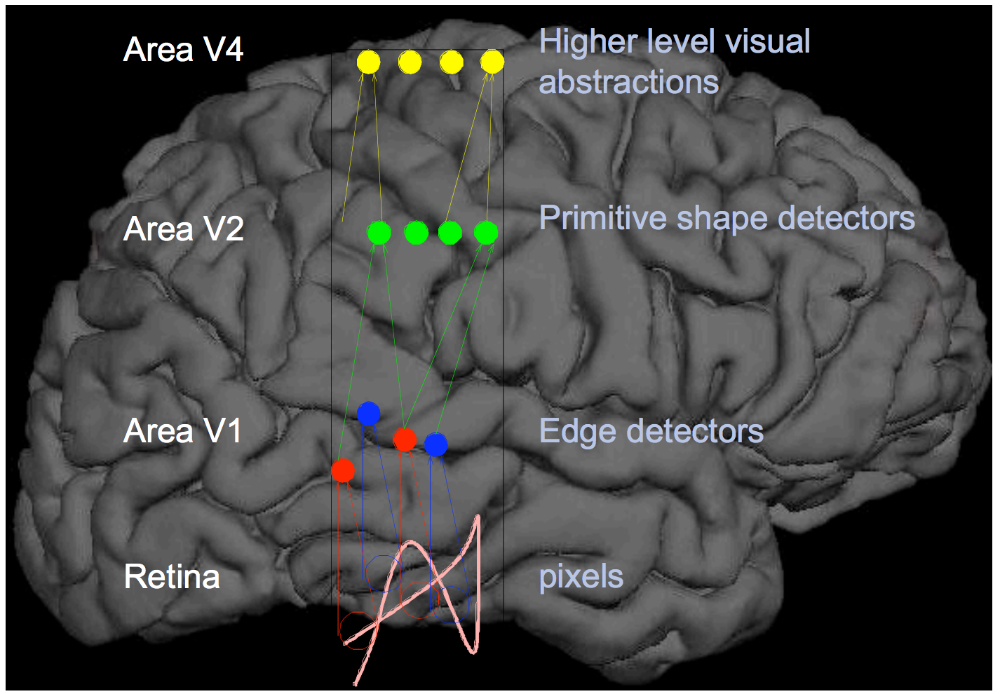 Area V4
Higher level visual
abstractions
Area V2
Primitive shape detectors
Area V1
Edge detectors
Retina
pixels